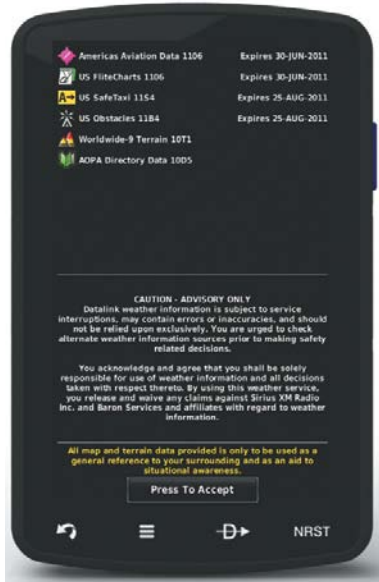 Americas Aviation Data 1106 Expires 30-JUN-2011
US FliteCharts 1106 Expires 30-JUN-2011
A→ US SafeTaxi 11S4 Expires 25-AUG-2011
US Obstacles 11B4 Expires 25-AUG-2011
Worldwide-9 Terrain 10T1
AOPA Directory Data 10D5
CAUTION - ADVISORY ONLY
Datalink weather information is subject to service
interruptions, may contain errors or inaccuracies, and should
not be relied upon exclusively. You are urged to check
alternate weather information sources prior to making safety
related decisions.
You acknowledge and agree that you shall be solely
responsible for use of weather information and all decisions
taken with respect thereto. By using this weather service,
you release and waive any claims against Sirius XM Radio
Inc. and Baron Services and affiliates with regard to weather
information.
All map and terrain data provided is only to be used as a
general reference to your surrounding and as an aid to
situational awareness.
Press To Accept
D NRST